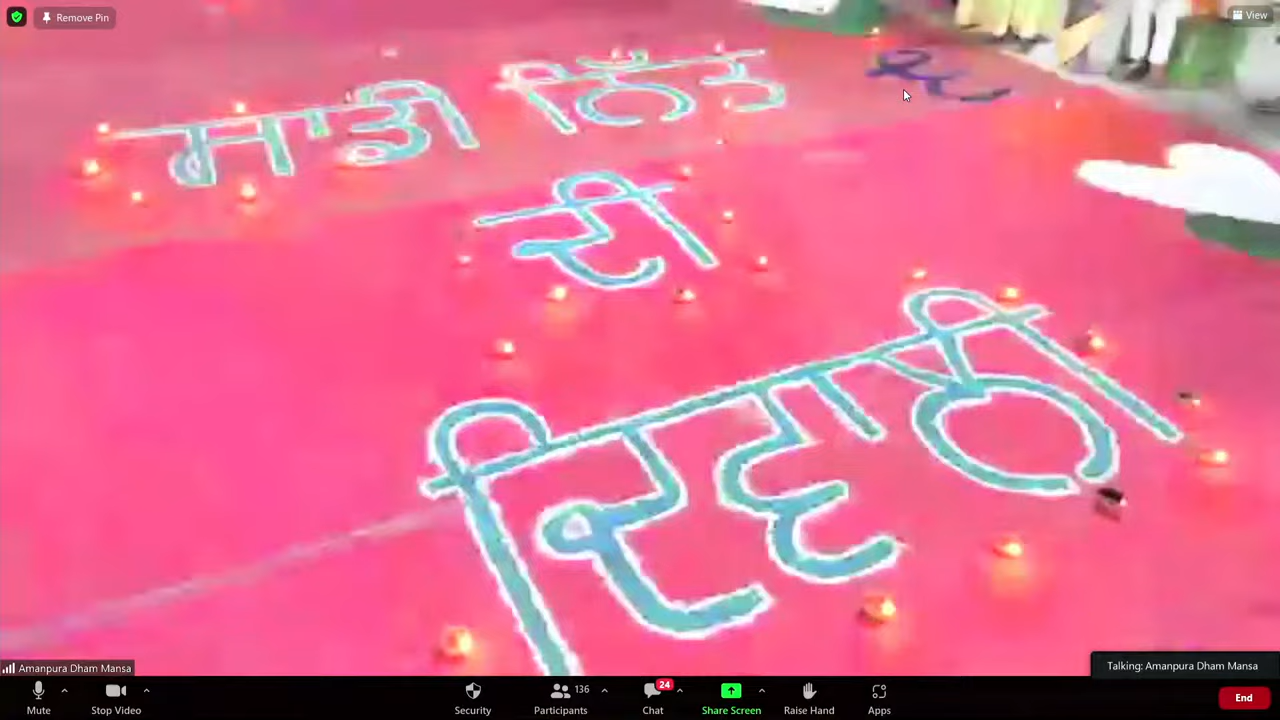 Remove Pin
View
ਸਾਡੀ ਨਿੱਤ
ਦੀ
ਦਿਵਾਲੀ
Amanpura Dham Mansa
Talking: Amanpura Dham Mansa
Mute
Stop Video
Security
136
Participants
24
Chat
Share Screen
Raise Hand
Apps
End